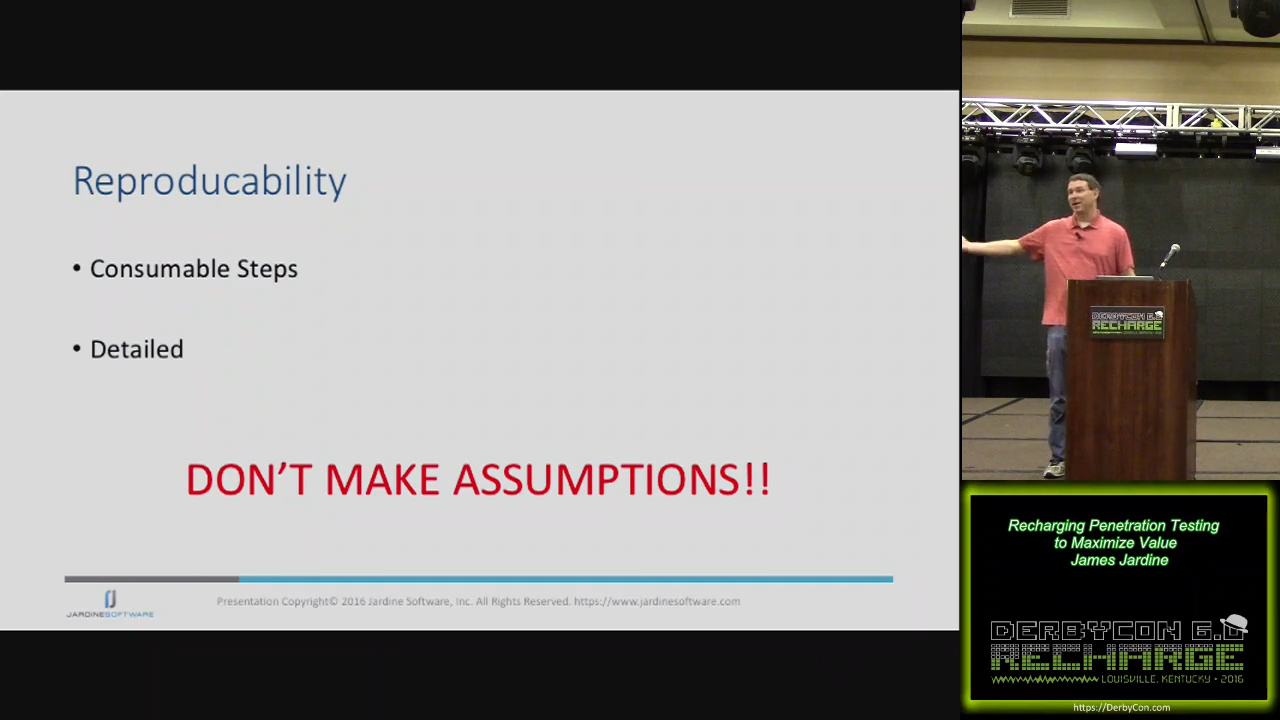 Reproducability
• Consumable Steps
• Detailed
DON'T MAKE ASSUMPTIONS!!
JARDINESOFTWARE
Presentation Copyright© 2016 Jardine Software, Inc. All Rights Reserved. https://www.jardinesoftware.com
DERBYCON 6.0
RECHARGE
Recharging Penetration Testing
to Maximize Value
James Jardine
DERBYCON 6.0
RECHARGE
LOUISVILLE, KENTUCKY • 2016
https://DerbyCon.com